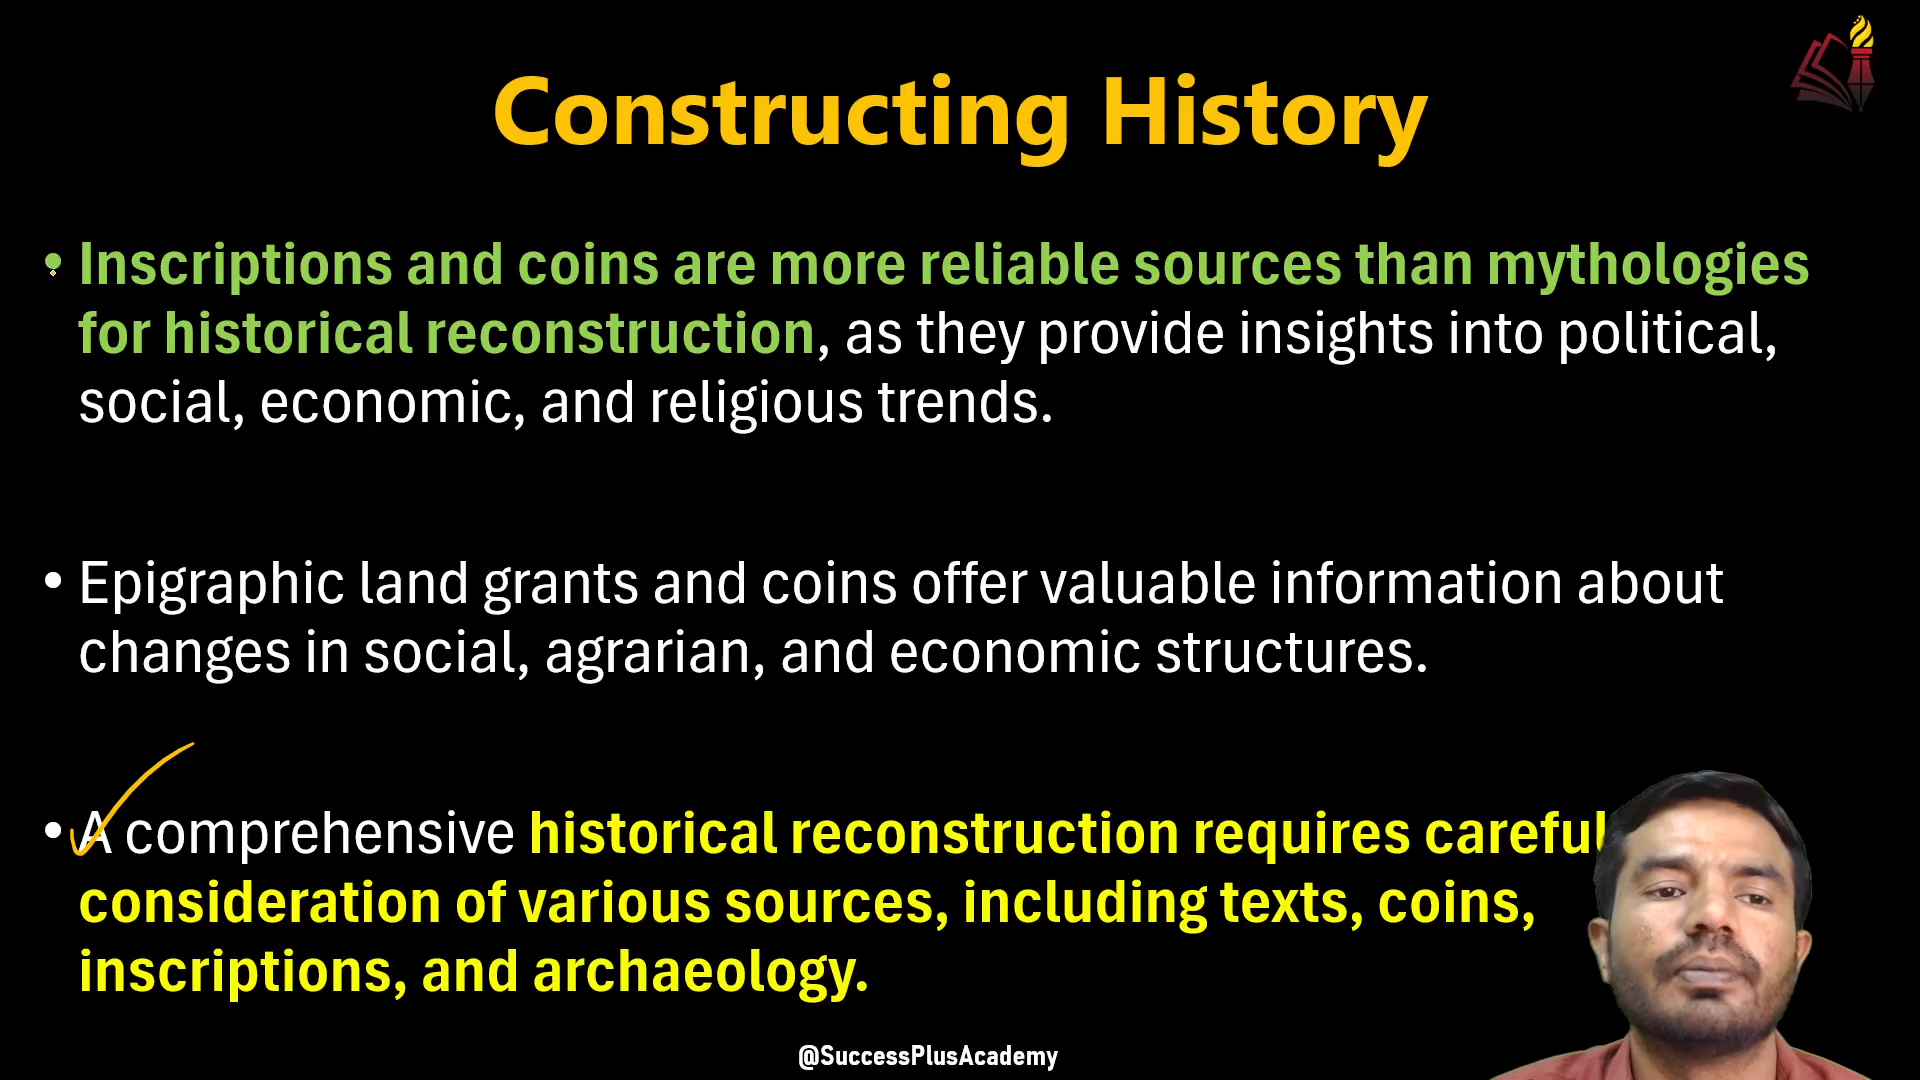 Constructing History
• Inscriptions and coins are more reliable sources than mythologies
for historical reconstruction, as they provide insights into political,
social, economic, and religious trends.
• Epigraphic land grants and coins offer valuable information about
changes in social, agrarian, and economic structures.
• A comprehensive historical reconstruction requires careful
consideration of various sources, including texts, coins,
inscriptions, and archaeology.
@SuccessPlusAcademy